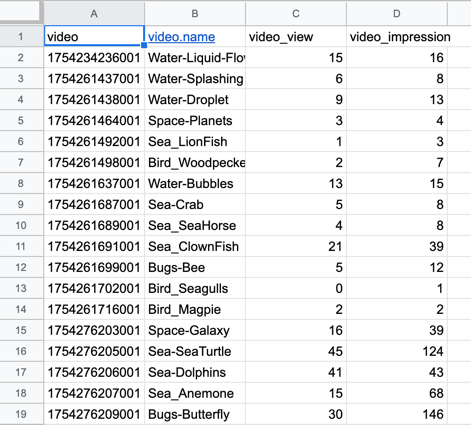 A B C D
1 video video.name video_view video_impression
2 1754234236001 Water-Liquid-Flo 15 16
3 1754261437001 Water-Splashing 6 8
4 1754261438001 Water-Droplet 9 13
5 1754261464001 Space-Planets 3 4
6 1754261492001 Sea_LionFish 1 3
7 1754261498001 Bird_Woodpecke 2 7
8 1754261637001 Water-Bubbles 13 15
9 1754261687001 Sea-Crab 5 8
10 1754261689001 Sea_SeaHorse 4 8
11 1754261691001 Sea_ClownFish 21 39
12 1754261699001 Bugs-Bee 5 12
13 1754261702001 Bird_Seagulls 0 1
14 1754261716001 Bird_Magpie 2 2
15 1754276203001 Space-Galaxy 16 39
16 1754276205001 Sea-SeaTurtle 45 124
17 1754276206001 Sea-Dolphins 41 43
18 1754276207001 Sea_Anemone 15 68
19 1754276209001 Bugs-Butterfly 30 146